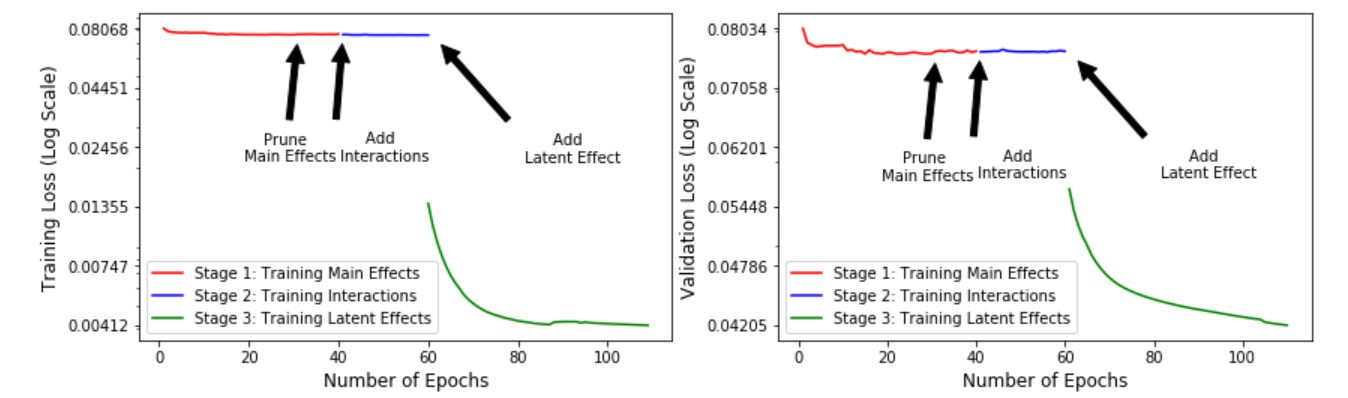 Training Loss (Log Scale)
0.08068
0.04451
0.02456
0.01355
0.00747
0.00412
Prune
Main Effects
Add
Interactions
Add
Latent Effect
Stage 1: Training Main Effects
Stage 2: Training Interactions
Stage 3: Training Latent Effects
0 20 40 60 80 100
Number of Epochs
Validation Loss (Log Scale)
0.08034
0.07058
0.06201
0.05448
0.04786
0.04205
Prune
Main Effects
Add
Interactions
Add
Latent Effect
Stage 1: Training Main Effects
Stage 2: Training Interactions
Stage 3: Training Latent Effects
0 20 40 60 80 100
Number of Epochs